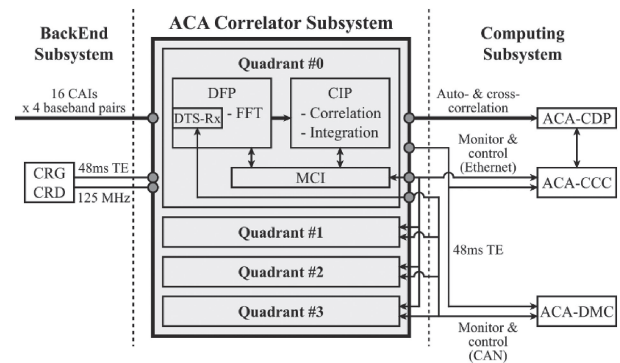 BackEnd
Subsystem
ACA Correlator Subsystem
Computing
Subsystem
Quadrant #0
16 CAIs
x 4 baseband pairs
DFP
- FFT
DTS-Rx
CIP
- Correlation
- Integration
MCI
Auto- & cross-
correlation
ACA-CDP
Monitor &
control
(Ethernet)
ACA-CCC
CRG
CRD
48ms TE
125 MHz
Quadrant #1
Quadrant #2
Quadrant #3
48ms TE
ACA-DMC
Monitor &
control
(CAN)